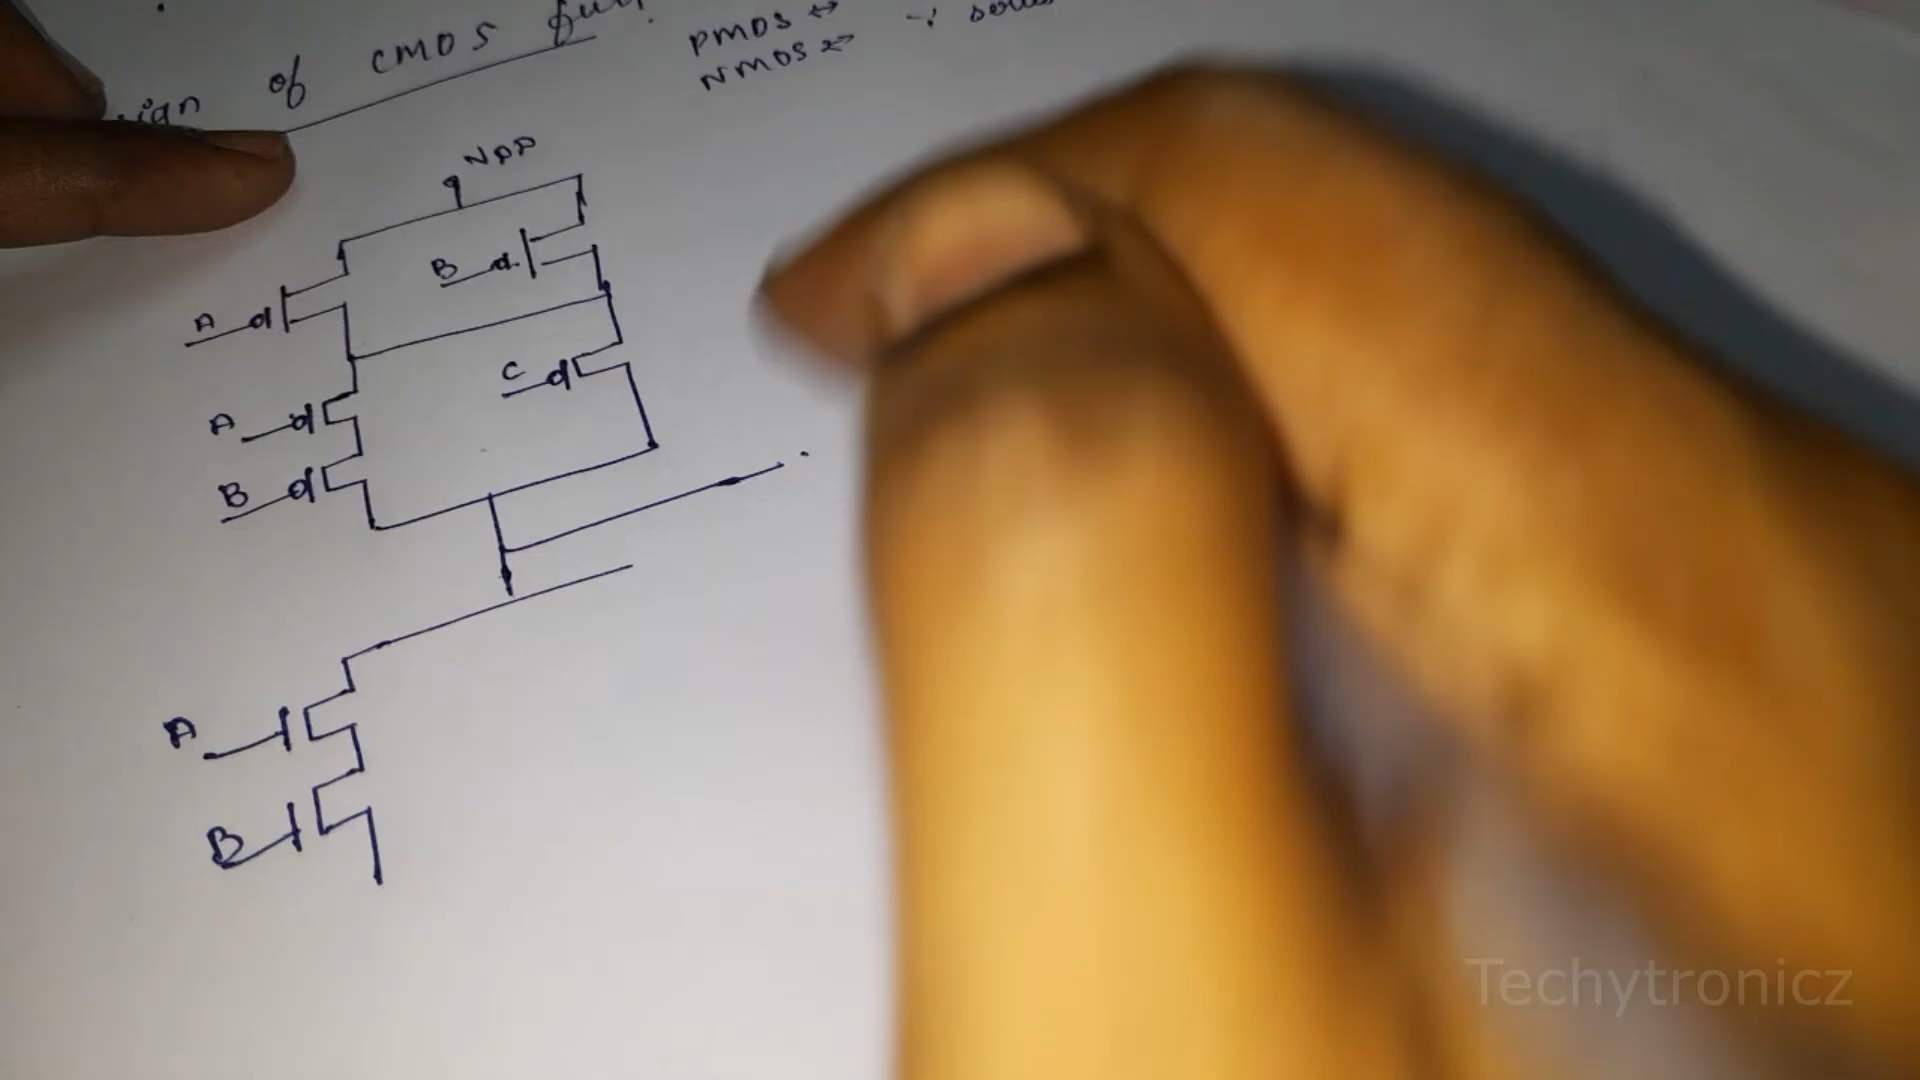 of CMOS
PMOS ↔
NMOS ↔
VDD
B
A
C
A
B
A
B
Techytronicz